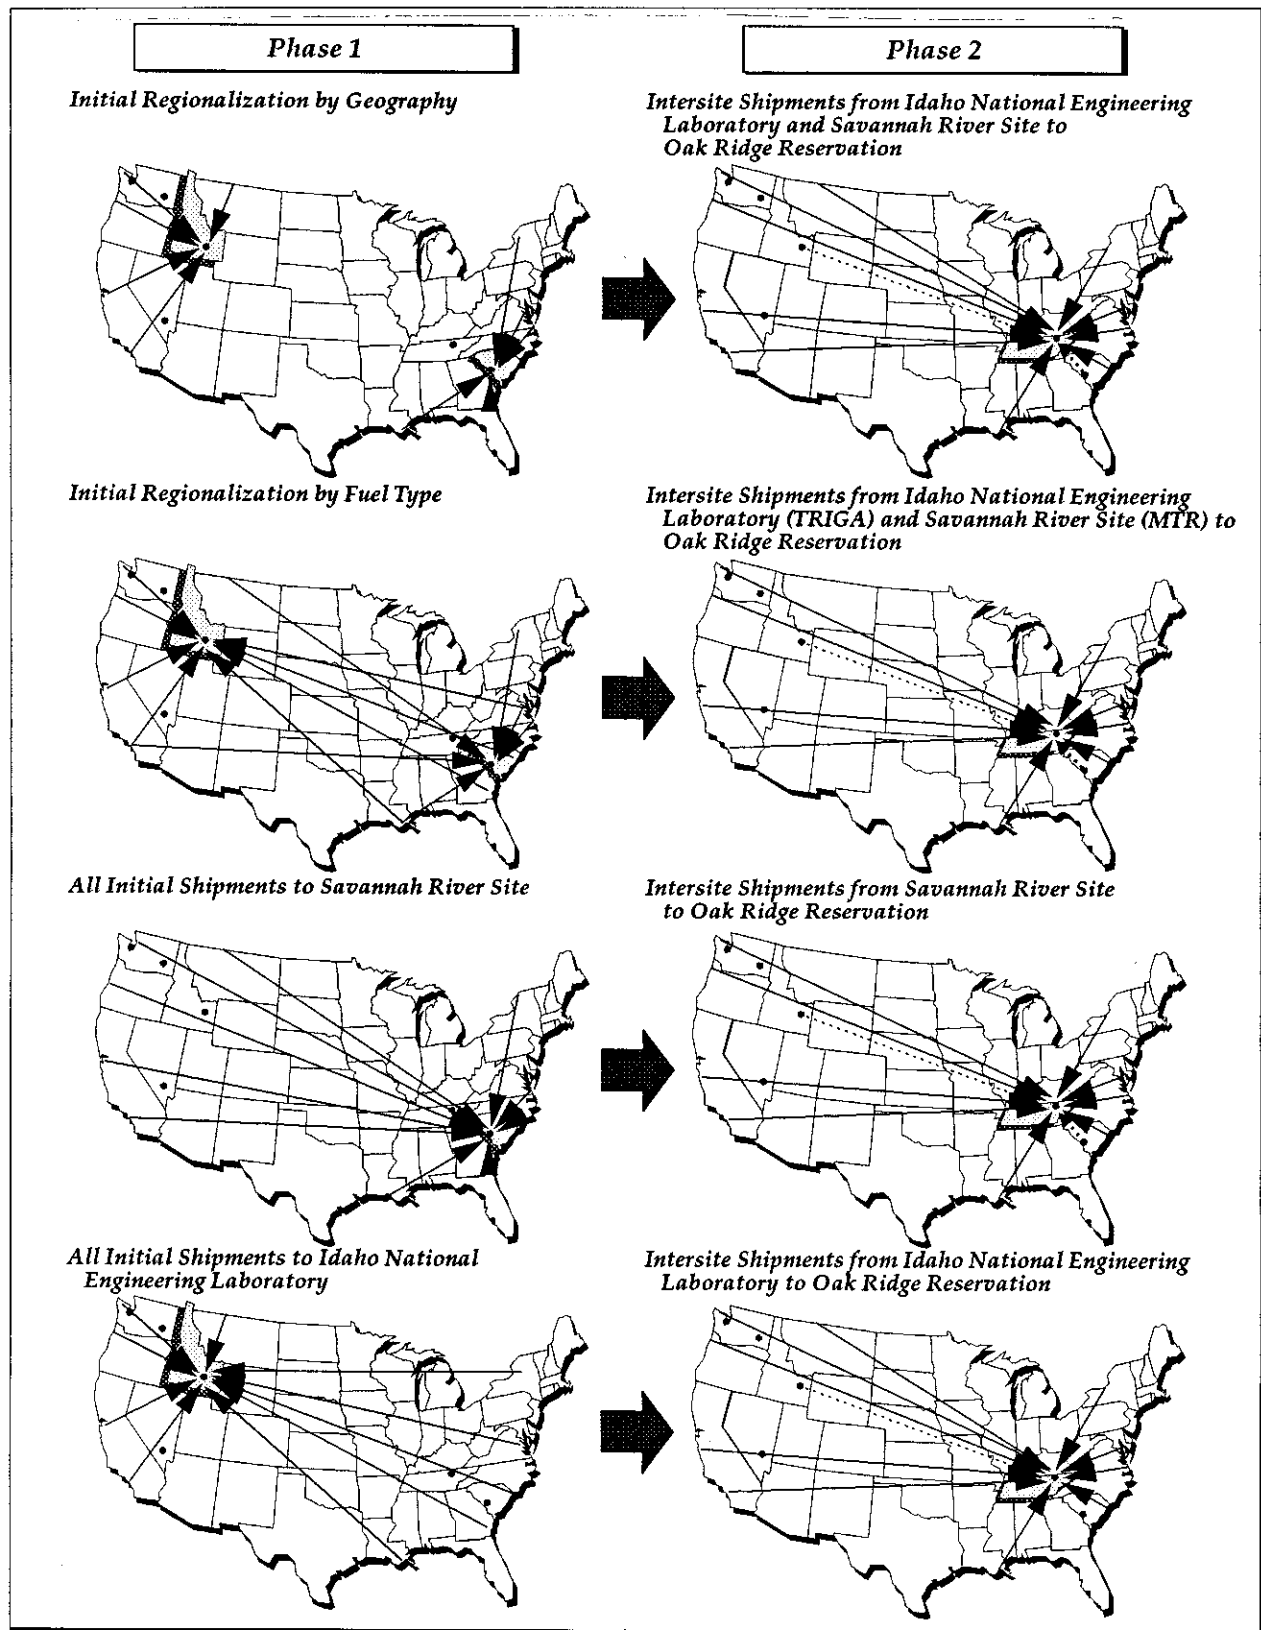 Phase 1
Phase 2
Initial Regionalization by Geography
Intersite Shipments from Idaho National Engineering
Laboratory and Savannah River Site to
Oak Ridge Reservation
Initial Regionalization by Fuel Type
Intersite Shipments from Idaho National Engineering
Laboratory (TRIGA) and Savannah River Site (MTR) to
Oak Ridge Reservation
All Initial Shipments to Savannah River Site
Intersite Shipments from Savannah River Site
to Oak Ridge Reservation
All Initial Shipments to Idaho National
Engineering Laboratory
Intersite Shipments from Idaho National Engineering
Laboratory to Oak Ridge Reservation